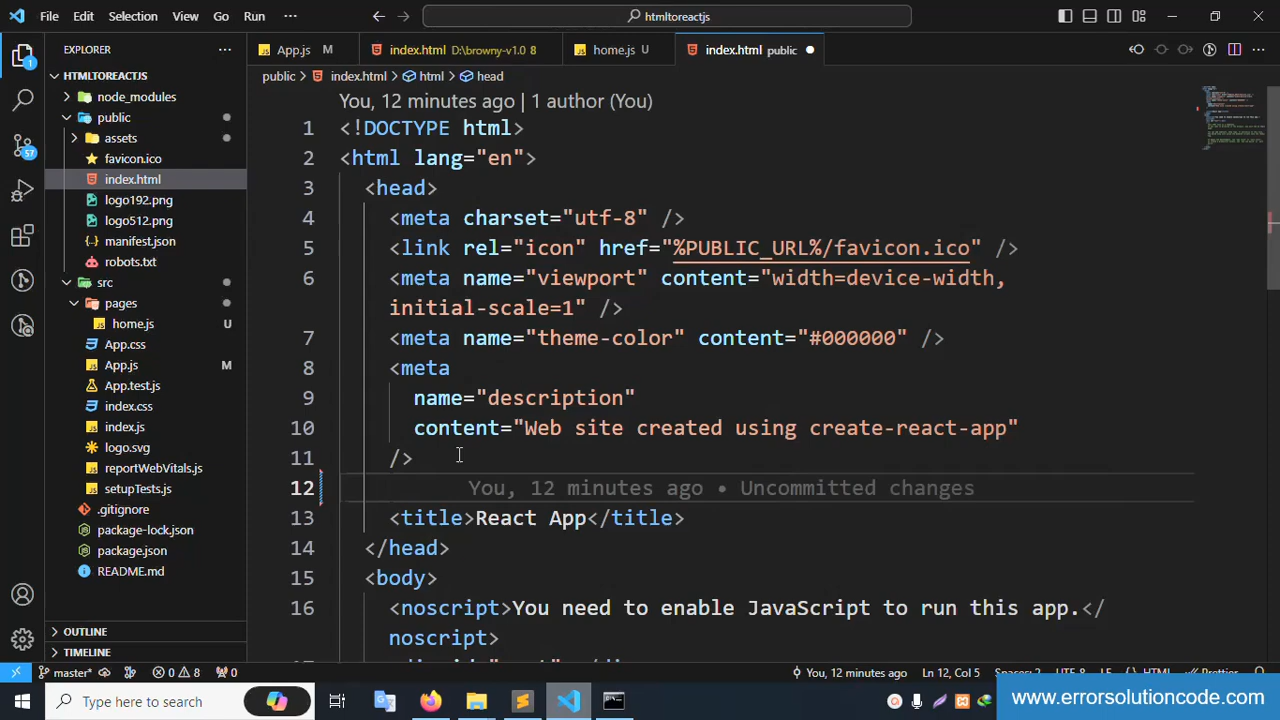 File Edit Selection View Go Run ··· htmltoreactjs
EXPLORER ···
App.js M index.html D:\browny-v1.0 8 home.js U index.html public
HTMLTOREACTJS
public > index.html > html > head
node_modules
public
assets
favicon.ico
index.html
logo192.png
logo512.png
manifest.json
robots.txt
src
pages
home.js U
App.css
App.js M
App.test.js
index.css
index.js
logo.svg
reportWebVitals.js
setupTests.js
.gitignore
package-lock.json
package.json
README.md
OUTLINE
TIMELINE
1
57
You, 12 minutes ago | 1 author (You)
1 <!DOCTYPE html>
2 <html lang="en">
3 <head>
4 <meta charset="utf-8" />
5 <link rel="icon" href="%PUBLIC_URL%/favicon.ico" />
6 <meta name="viewport" content="width=device-width,
initial-scale=1" />
7 <meta name="theme-color" content="#000000" />
8 <meta
9 name="description"
10 content="Web site created using create-react-app"
11 />
12 You, 12 minutes ago • Uncommitted changes
13 <title>React App</title>
14 </head>
15 <body>
16 <noscript>You need to enable JavaScript to run this app.</
noscript>
master* 0 8 0 You, 12 minutes ago Ln 12, Col 5 Spaces: 2 UTF-8 LF HTML Prettier
Type here to search
www.errorsolutioncode.com